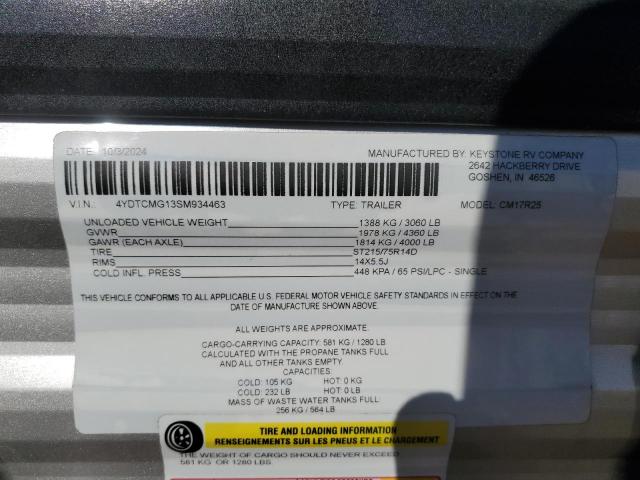 DATE: 10/3/2024
MANUFACTURED BY: KEYSTONE RV COMPANY
2642 HACKBERRY DRIVE
GOSHEN, IN 46526
V.I.N.: 4YDTCMG13SM934463 TYPE: TRAILER MODEL: CM17R25
UNLOADED VEHICLE WEIGHT 1388 KG / 3060 LB
GVWR 1978 KG / 4360 LB
GAWR (EACH AXLE) 1814 KG / 4000 LB
TIRE ST215/75R14D
RIMS 14X5.5J
COLD INFL. PRESS 448 KPA / 65 PSI/LPC - SINGLE
THIS VEHICLE CONFORMS TO ALL APPLICABLE U.S. FEDERAL MOTOR VEHICLE SAFETY STANDARDS IN EFFECT ON THE
DATE OF MANUFACTURE SHOWN ABOVE.
ALL WEIGHTS ARE APPROXIMATE.
CARGO-CARRYING CAPACITY: 581 KG / 1280 LB
CALCULATED WITH THE PROPANE TANKS FULL
AND ALL OTHER TANKS EMPTY.
CAPACITIES:
COLD: 105 KG HOT: 0 KG
COLD: 232 LB HOT: 0 LB
MASS OF WASTE WATER TANKS FULL:
256 KG / 564 LB
TIRE AND LOADING INFORMATION
RENSEIGNEMENTS SUR LES PNEUS ET LE CHARGEMENT
THE WEIGHT OF CARGO SHOULD NEVER EXCEED
581 KG OR 1280 LBS.